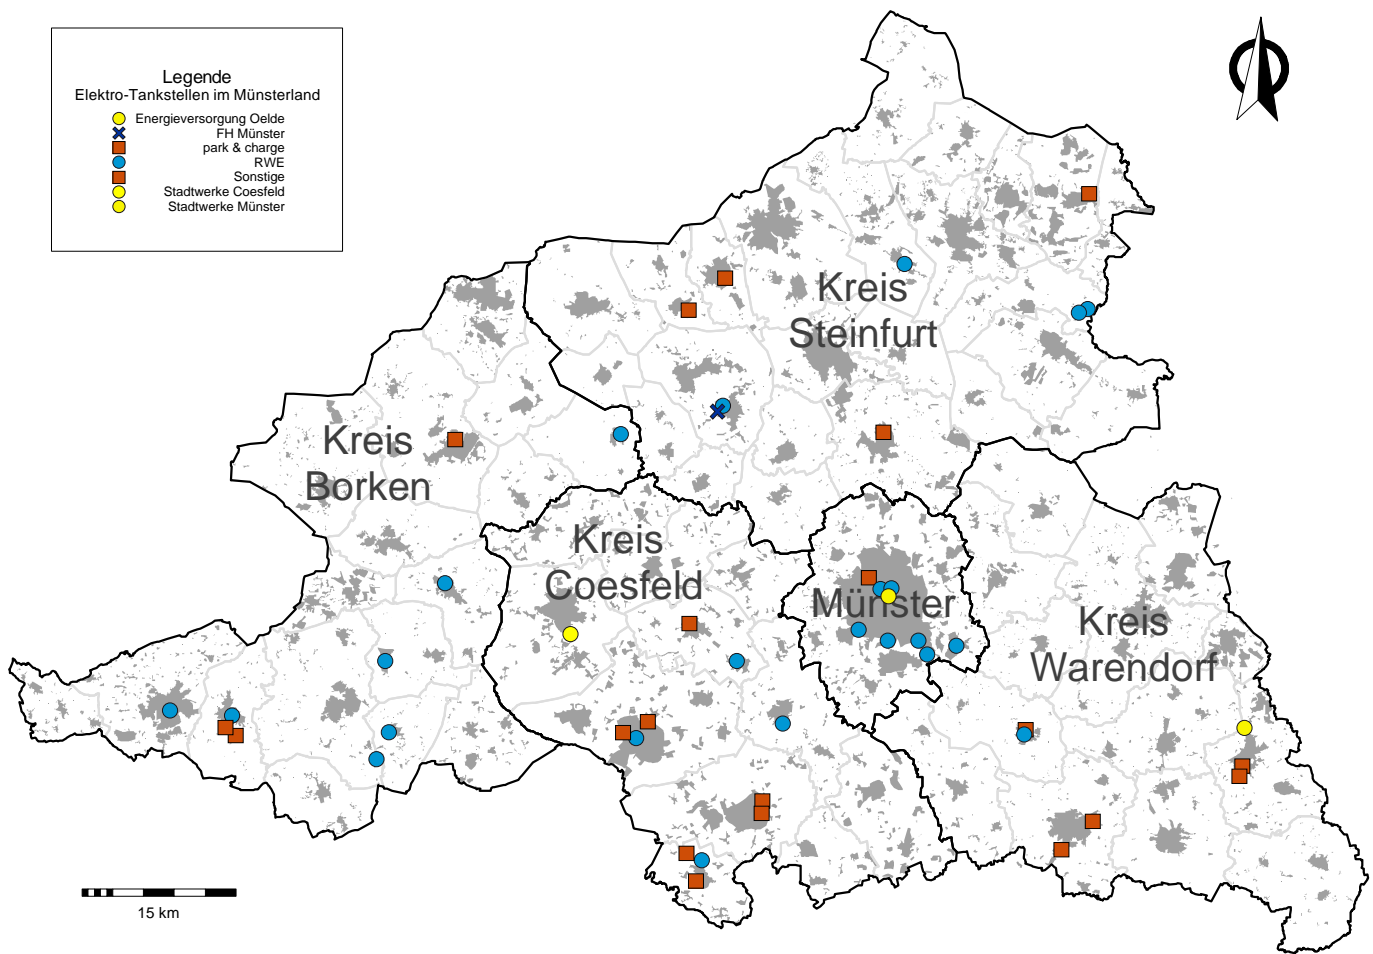 Legende
Elektro-Tankstellen im Münsterland
Energieversorgung Oelde
FH Münster
park & charge
RWE
Sonstige
Stadtwerke Coesfeld
Stadtwerke Münster
Kreis
Steinfurt
Kreis
Borken
Kreis
Coesfeld
Münster
Kreis
Warendorf
15 km